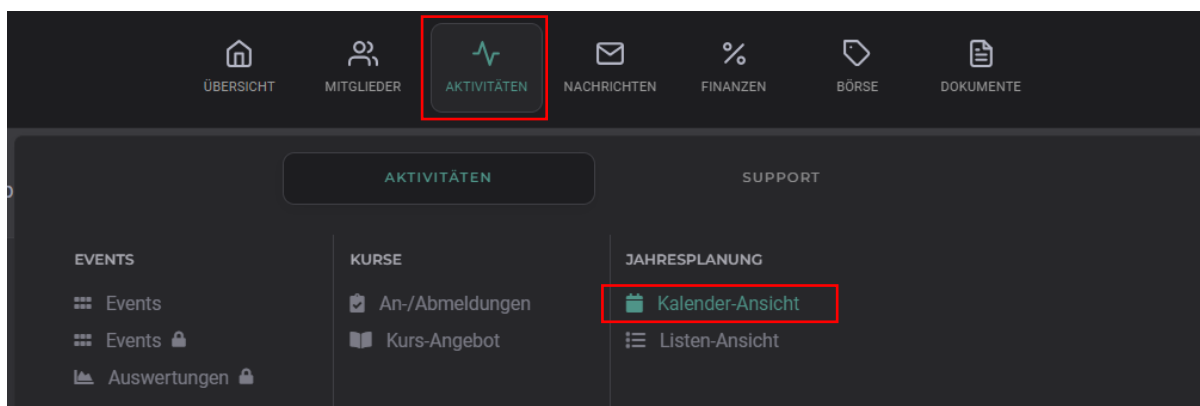 ÜBERSICHT MITGLIEDER AKTIVITÄTEN NACHRICHTEN FINANZEN BÖRSE DOKUMENTE
AKTIVITÄTEN SUPPORT
EVENTS
Events
Events
Auswertungen
KURSE
An-/Abmeldungen
Kurs-Angebot
JAHRESPLANUNG
Kalender-Ansicht
Listen-Ansicht